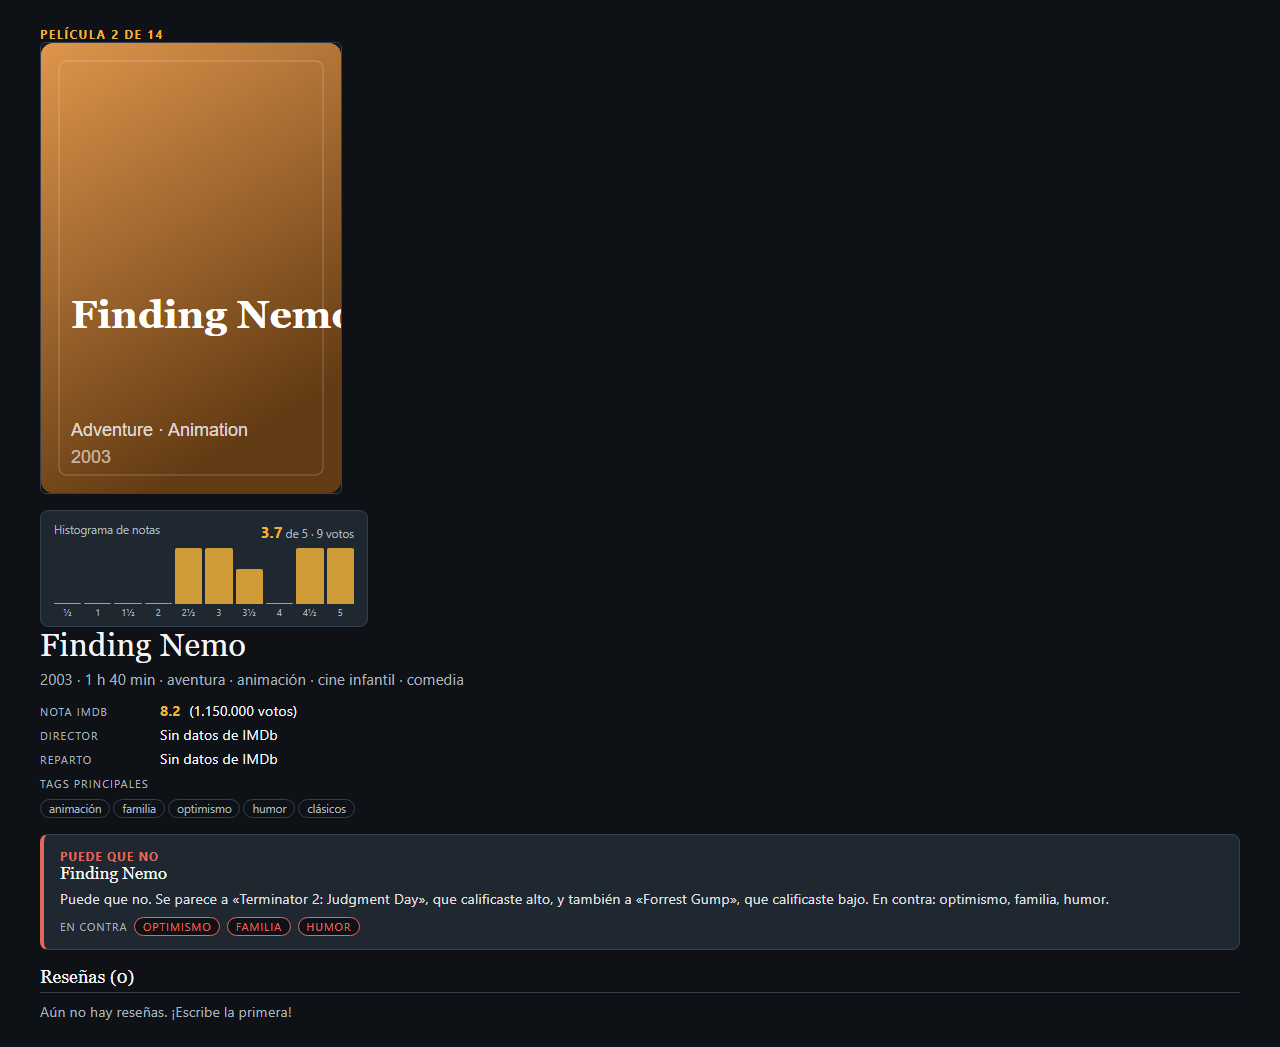 PELÍCULA 2 DE 14
Finding Nemo
Adventure · Animation
2003
Histograma de notas
3.7 de 5 · 9 votos
½ 1 1½ 2 2½ 3 3½ 4 4½ 5
Finding Nemo
2003 · 1 h 40 min · aventura · animación · cine infantil · comedia
NOTA IMDB 8.2 (1.150.000 votos)
DIRECTOR Sin datos de IMDb
REPARTO Sin datos de IMDb
TAGS PRINCIPALES
animación familia optimismo humor clásicos
PUEDE QUE NO
Finding Nemo
Puede que no. Se parece a «Terminator 2: Judgment Day», que calificaste alto, y también a «Forrest Gump», que calificaste bajo. En contra: optimismo, familia, humor.
EN CONTRA OPTIMISMO FAMILIA HUMOR
Reseñas (0)
Aún no hay reseñas. ¡Escribe la primera!